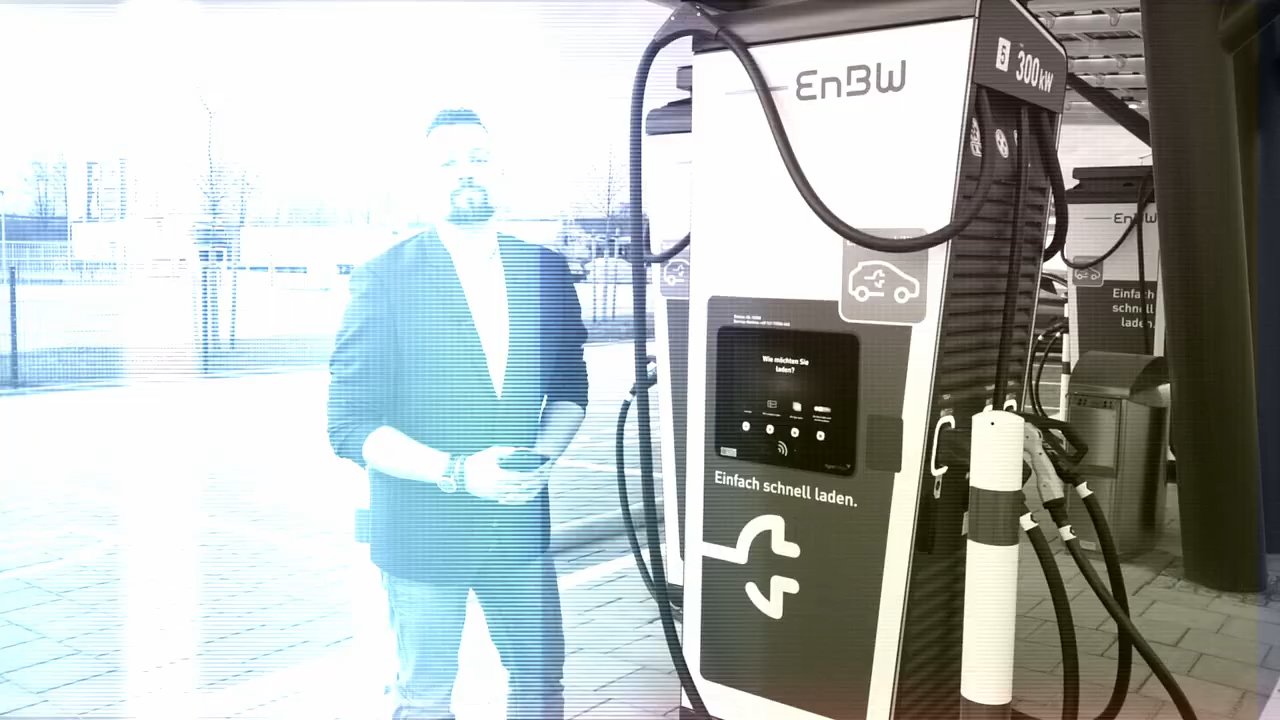 EnBW
5
300 kW
EnBW
Einfach
schnell
laden.
Wie möchten Sie
laden?
Einfach schnell laden.